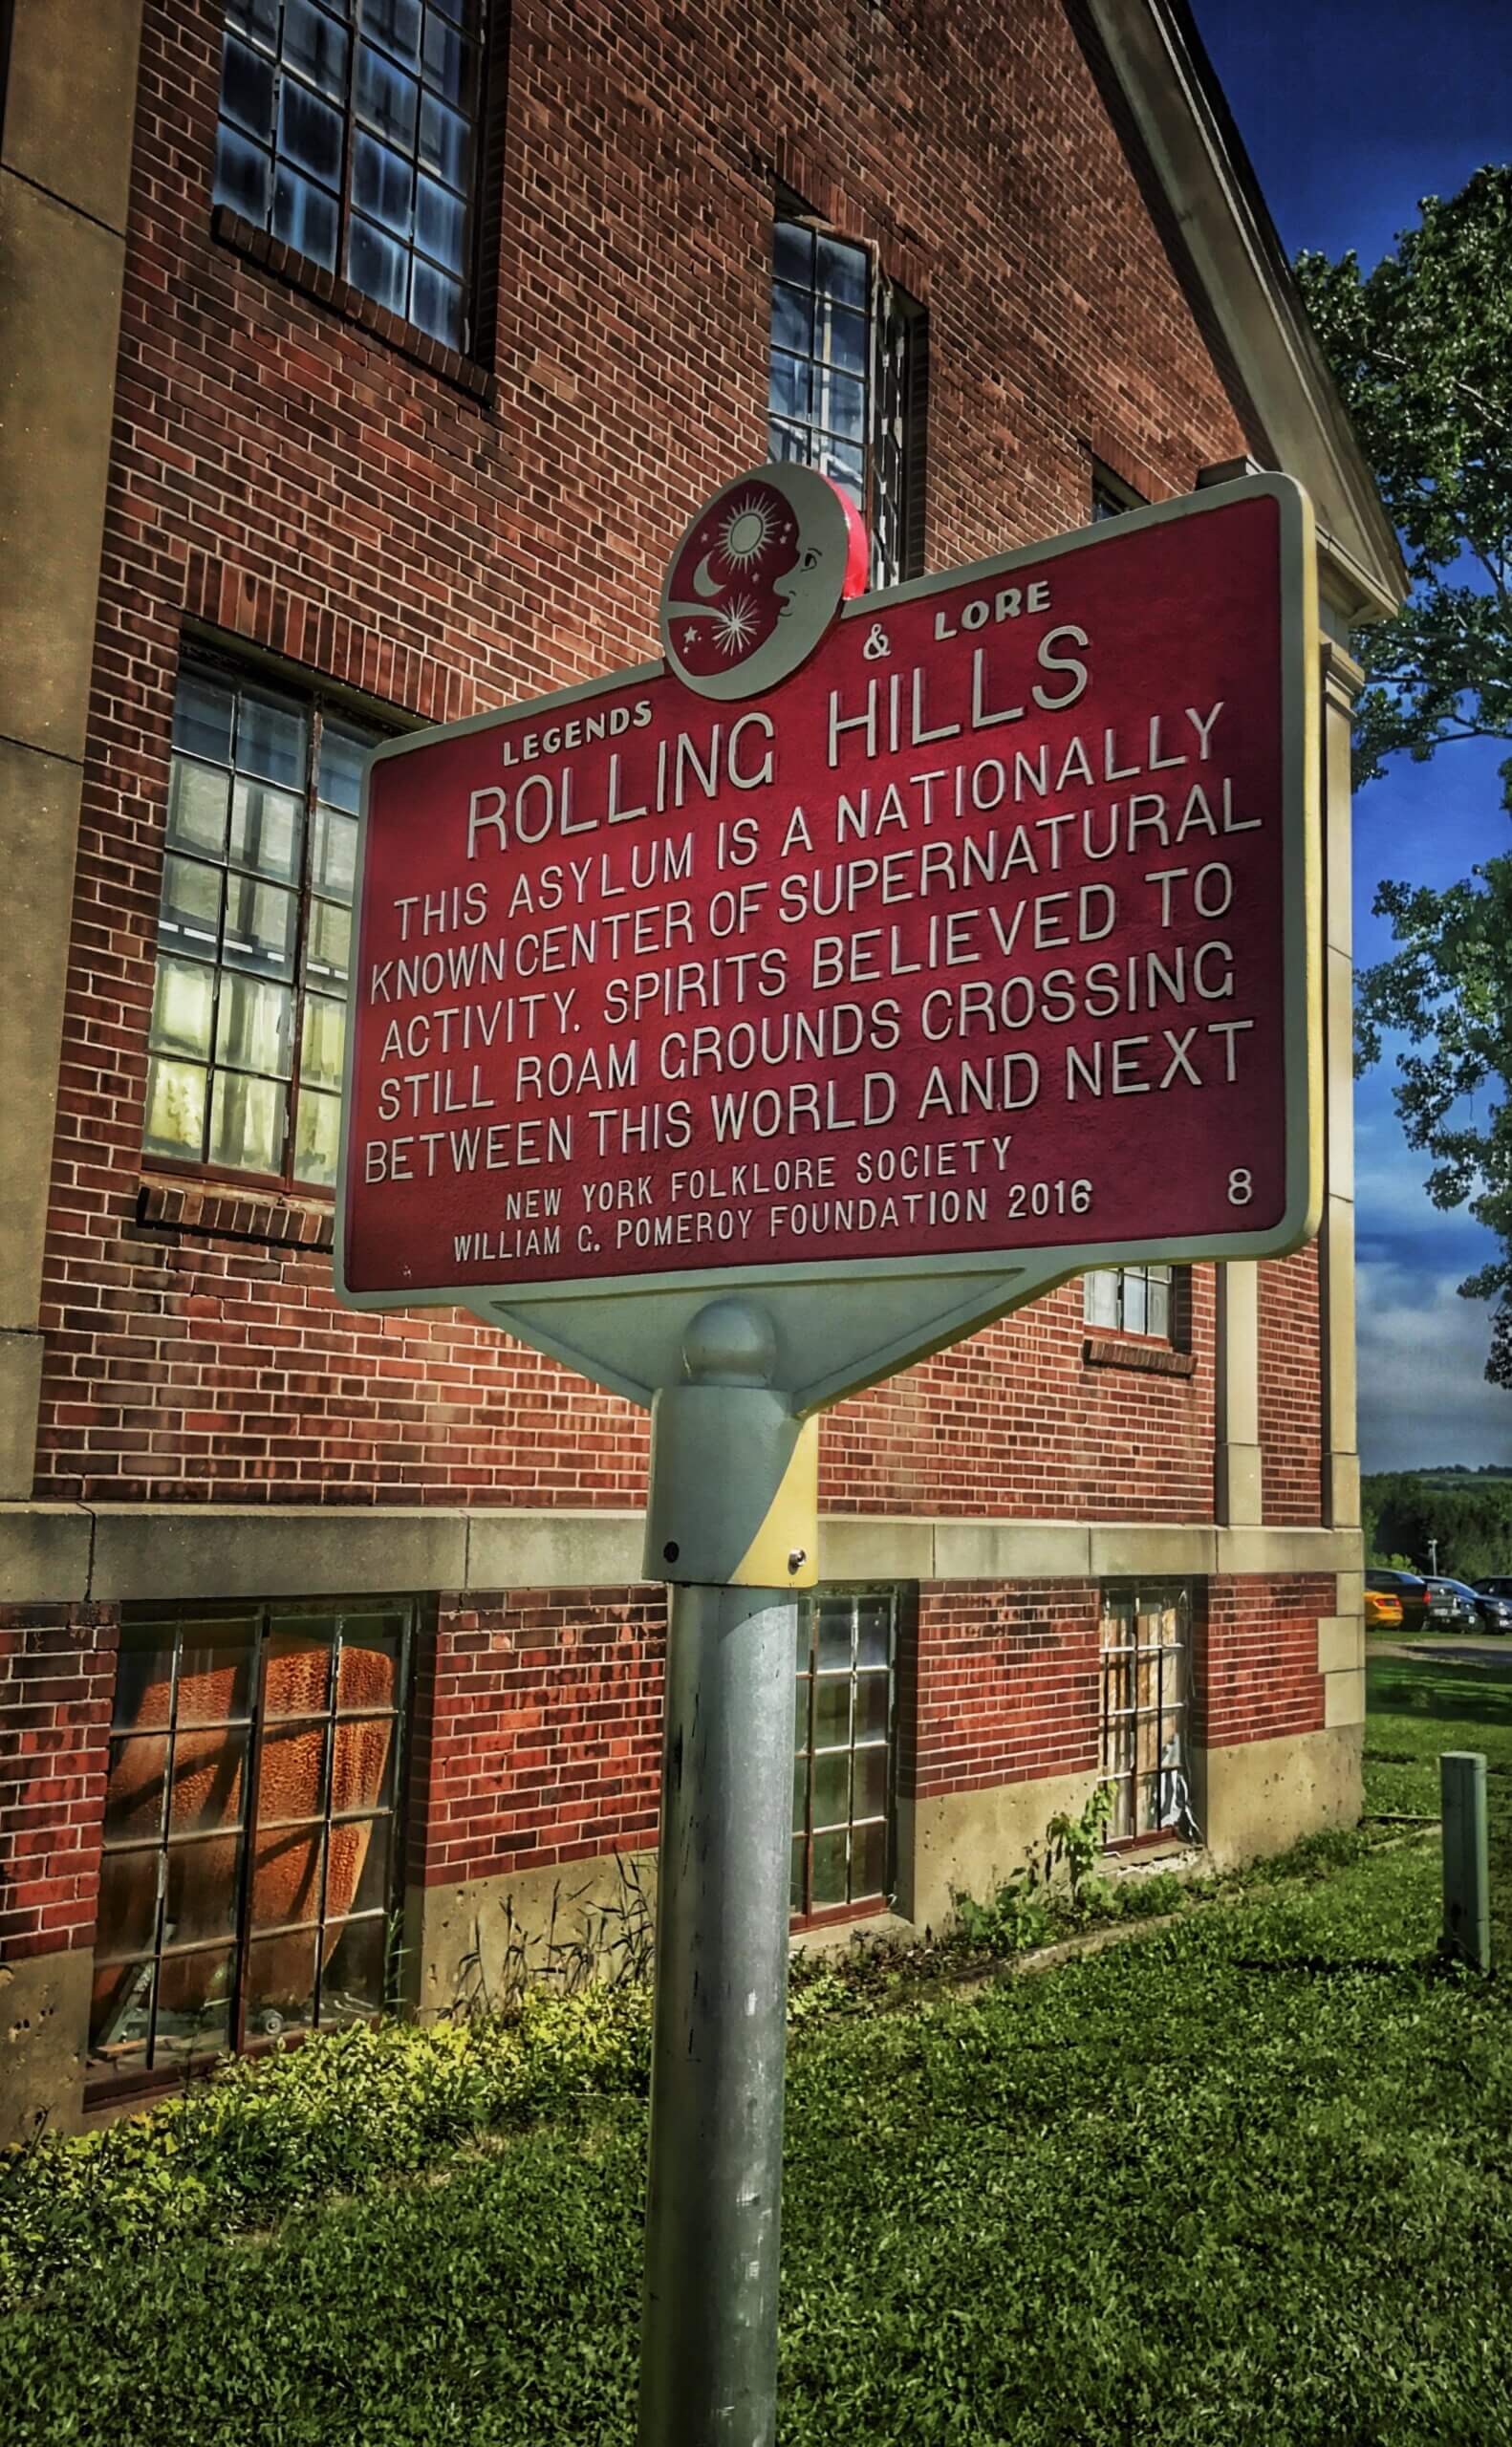 LEGENDS & LORE
ROLLING HILLS
THIS ASYLUM IS A NATIONALLY
KNOWN CENTER OF SUPERNATURAL
ACTIVITY. SPIRITS BELIEVED TO
STILL ROAM GROUNDS CROSSING
BETWEEN THIS WORLD AND NEXT
NEW YORK FOLKLORE SOCIETY
WILLIAM G. POMEROY FOUNDATION 2016 8